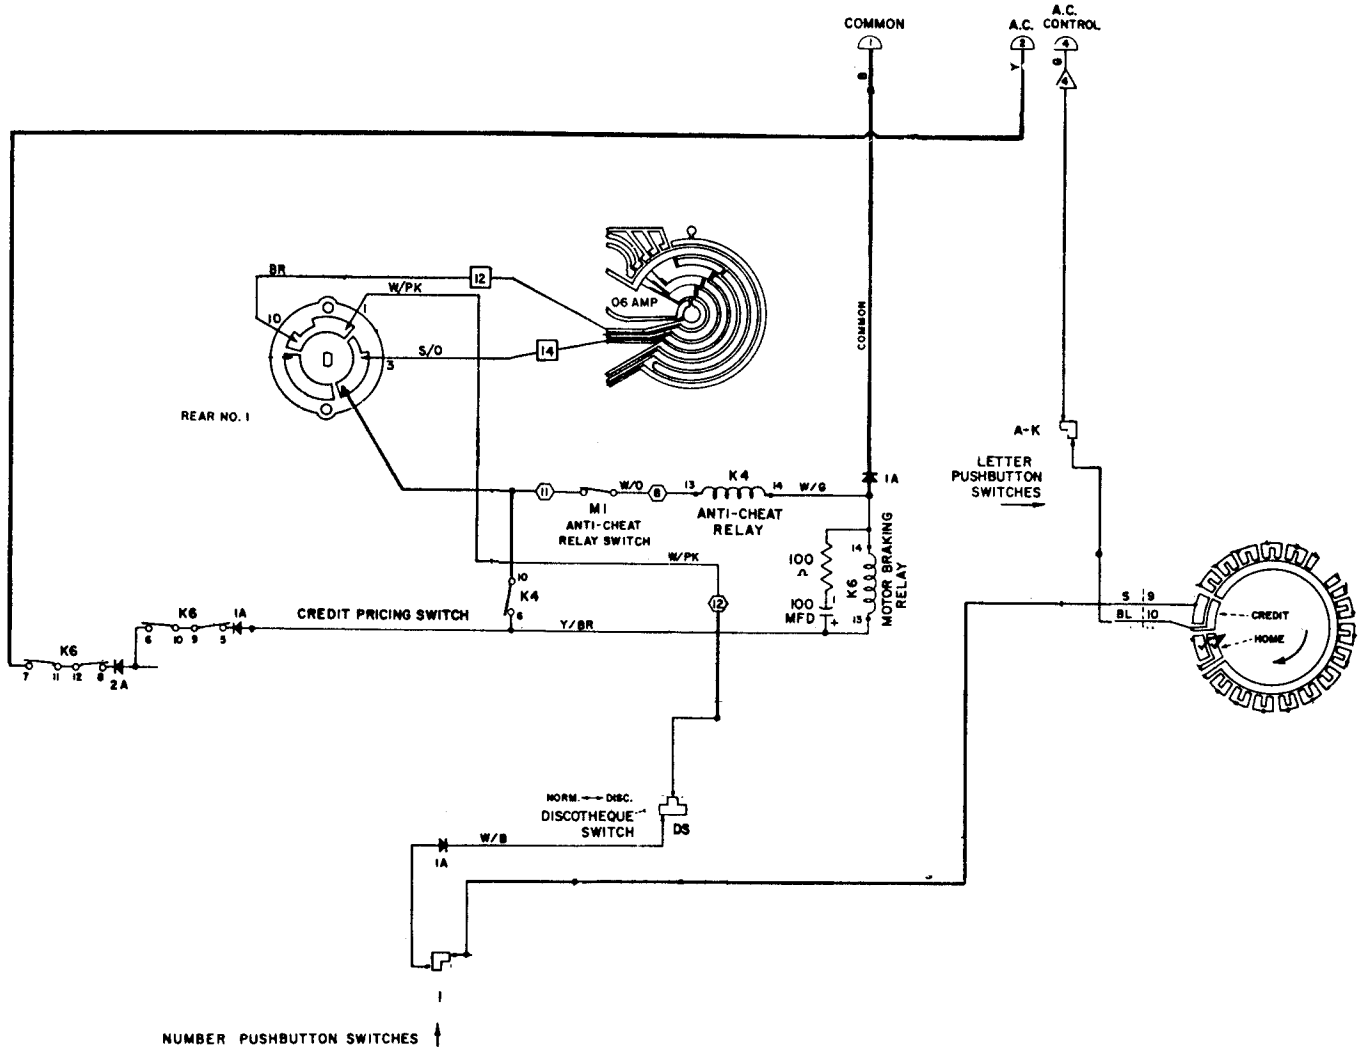 COMMON
A.C.
A.C.
CONTROL
1
2
4
B
Y
G
4
BR
12
W/PK
10
1
06 AMP
COMMON
D
S/O
14
3
REAR NO. 1
A-K
LETTER
PUSHBUTTON
SWITCHES
11
W/O
8
13
K4
14
W/G
1A
M1
ANTI-CHEAT
RELAY SWITCH
ANTI-CHEAT
RELAY
W/PK
100
Ω
14
K6
MOTOR BRAKING
RELAY
10
K4
6
12
100
MFD
-
+
13
S
9
BL
10
CREDIT
HOME
K6
1A
CREDIT PRICING SWITCH
Y/BR
6
10
9
5
K6
7
11
12
8
2A
NORM.
DISC.
DISCOTHEQUE
SWITCH
DS
W/B
1A
1
NUMBER PUSHBUTTON SWITCHES